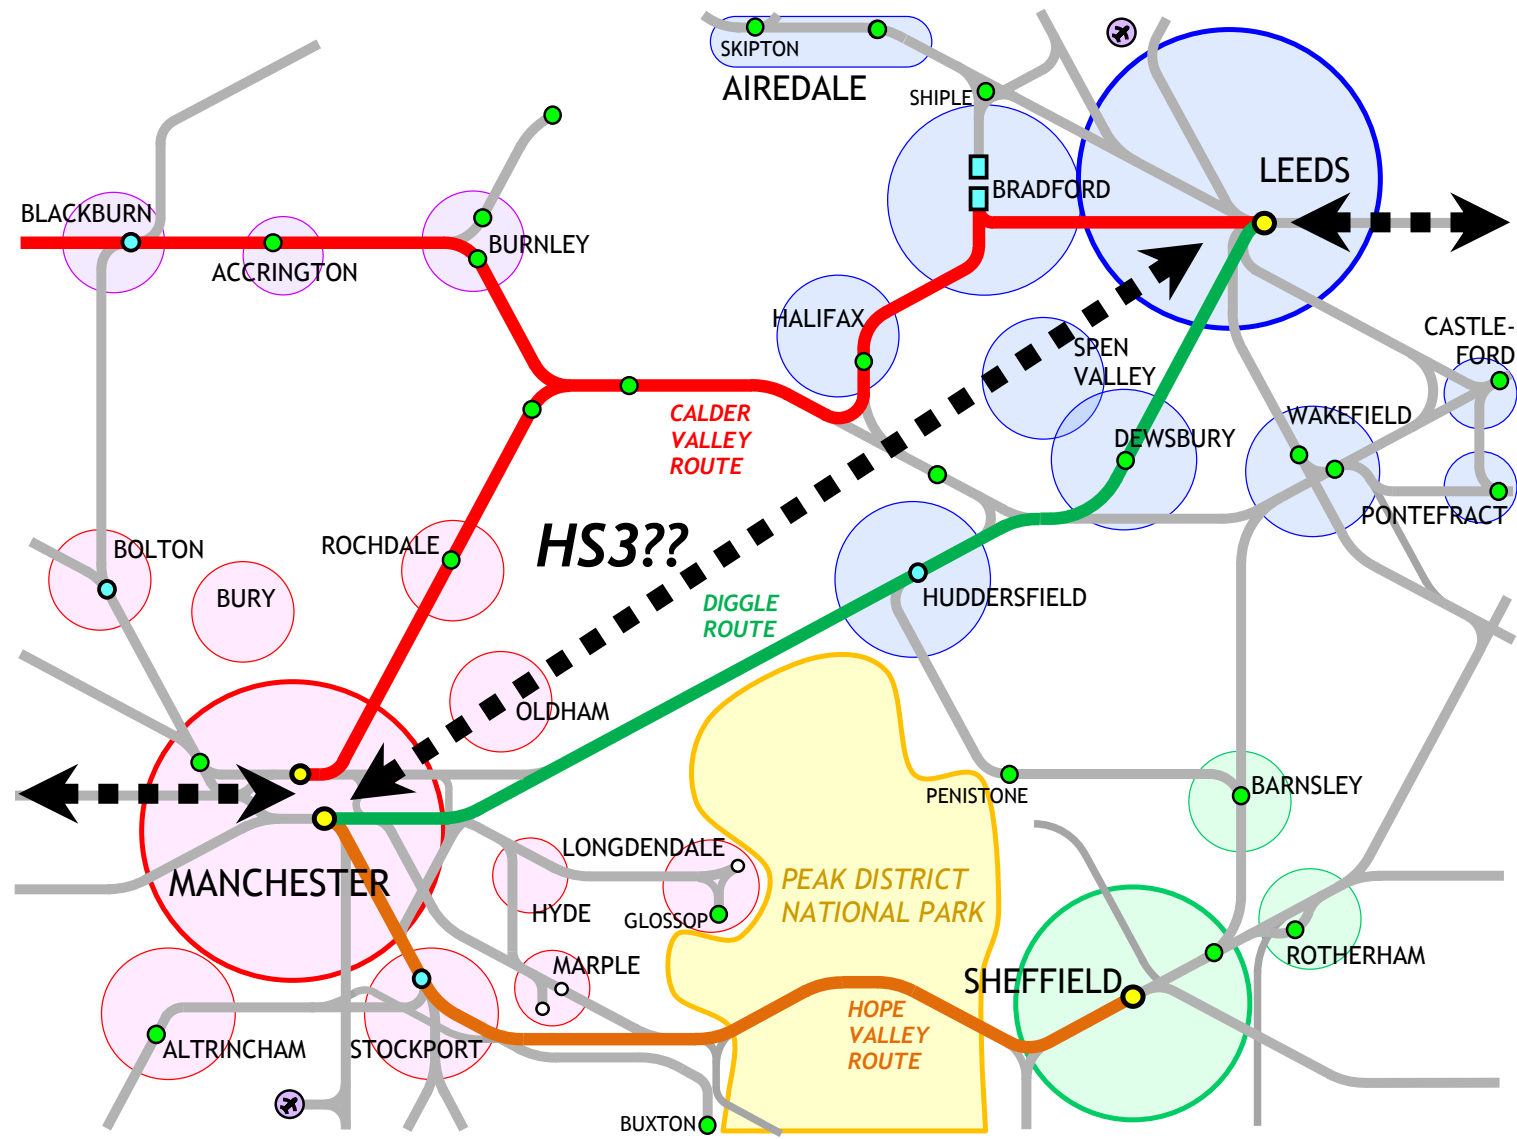 SKIPTON
AIREDALE
SHIPLE
BRADFORD
LEEDS
BLACKBURN
ACCRINGTON
BURNLEY
HALIFAX
SPEN
VALLEY
CASTLE-
FORD
CALDER
VALLEY
ROUTE
DEWSBURY
WAKEFIELD
PONTEFRACT
HS3??
BOLTON
BURY
ROCHDALE
DIGGLE
ROUTE
HUDDERSFIELD
OLDHAM
PENISTONE
BARNSLEY
MANCHESTER
LONGDENDALE
HYDE
GLOSSOP
PEAK DISTRICT
NATIONAL PARK
MARPLE
SHEFFIELD
ROTHERHAM
HOPE
VALLEY
ROUTE
ALTRINCHAM
STOCKPORT
BUXTON